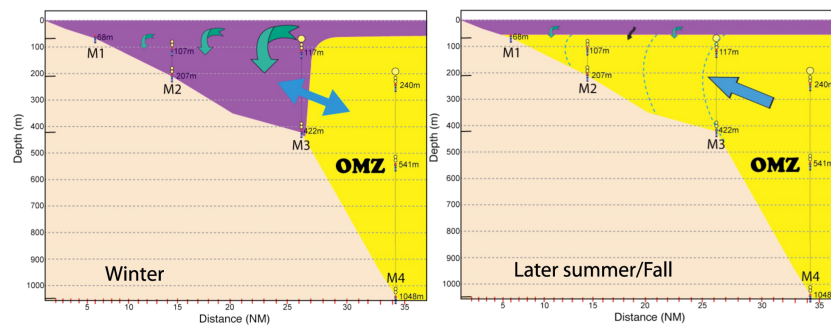 0
100
200
300
400
500
600
700
800
900
1000
Depth (m)
68m
M1
107m
207m
M2
117m
422m
M3
240m
541m
OMZ
M4
1048m
Winter
5 10 15 20 25 30 35
Distance (NM)
0
100
200
300
400
500
600
700
800
900
1000
Depth (m)
68m
M1
107m
207m
M2
117m
422m
M3
240m
541m
OMZ
M4
1048m
Later summer/Fall
5 10 15 20 25 30 35
Distance (NM)